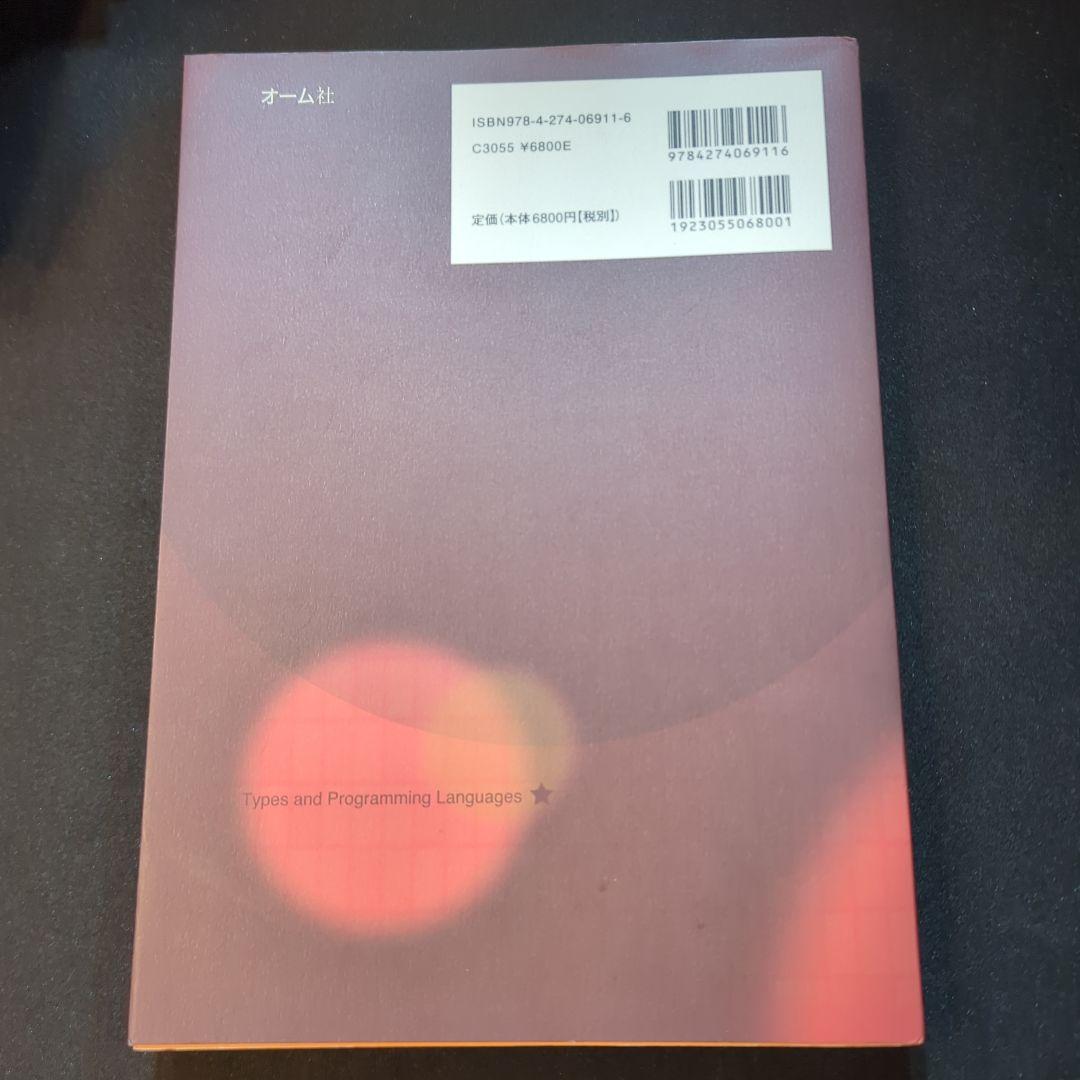 オーム社
ISBN978-4-274-06911-6
C3055 ¥6800E
定価(本体6800円【税別】)
9784274069116
1923055068001
Types and Programming Languages ★